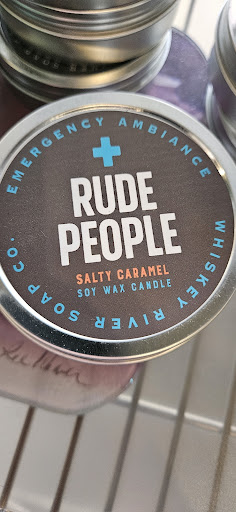 EMERGENCY AMBIANCE
RUDE
PEOPLE
SALTY CARAMEL
SOY WAX CANDLE
WHISKEY RIVER SOAP CO.